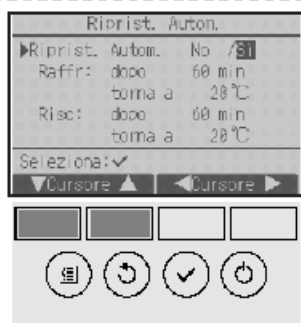 Riprist. Auton.
▶Riprist. Autom. No /Sì
Raffr: dopo 60 min
torna a 28℃
Risc: dopo 60 min
torna a 28℃
Seleziona:✓
▼Cursore▲ ◀Cursore▶